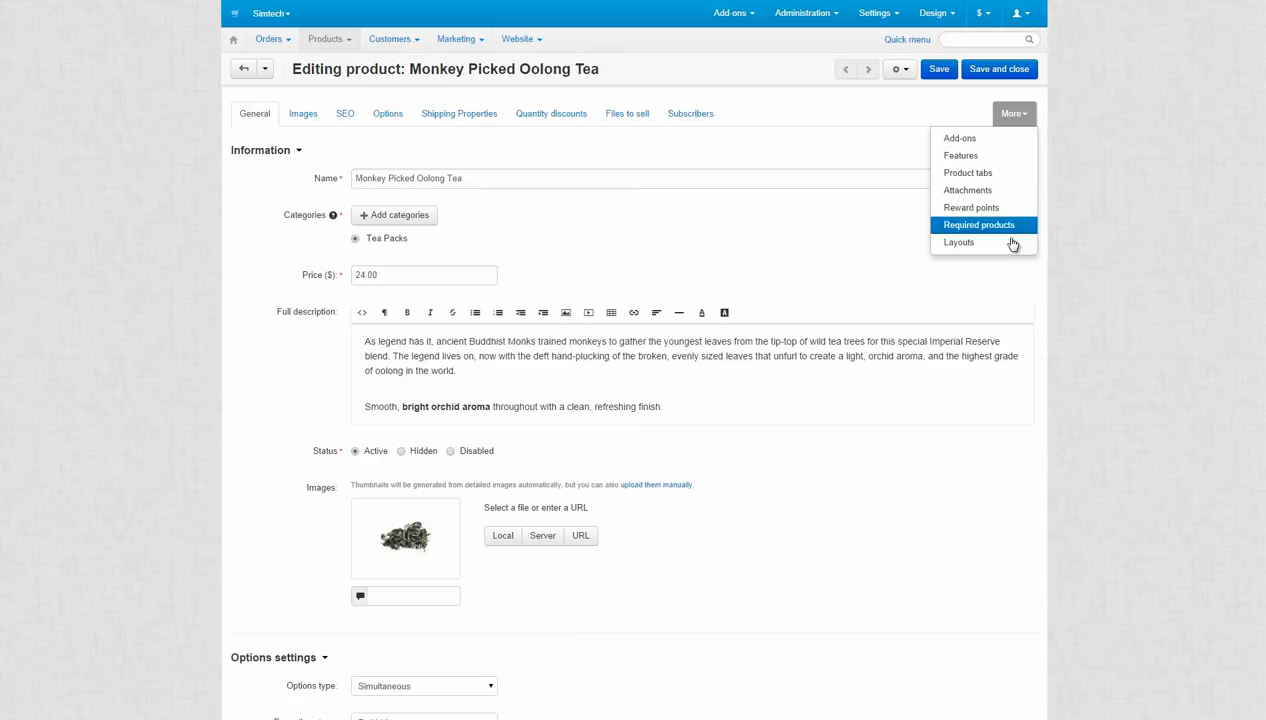 Simtech
Add-ons
Administration
Settings
Design
$
Orders
Products
Customers
Marketing
Website
Quick menu
Editing product: Monkey Picked Oolong Tea
Save
Save and close
General
Images
SEO
Options
Shipping Properties
Quantity discounts
Files to sell
Subscribers
More
Add-ons
Features
Product tabs
Attachments
Reward points
Required products
Layouts
Information
Name*
Monkey Picked Oolong Tea
Categories ? *
+ Add categories
Tea Packs
Price ($):*
24.00
Full description:
As legend has it, ancient Buddhist Monks trained monkeys to gather the youngest leaves from the tip-top of wild tea trees for this special Imperial Reserve
blend. The legend lives on, now with the deft hand-plucking of the broken, evenly sized leaves that unfurl to create a light, orchid aroma, and the highest grade
of oolong in the world.
Smooth, bright orchid aroma throughout with a clean, refreshing finish.
Status*
Active
Hidden
Disabled
Images:
Thumbnails will be generated from detailed images automatically, but you can also upload them manually.
Select a file or enter a URL
Local
Server
URL
Options settings
Options type:
Simultaneous